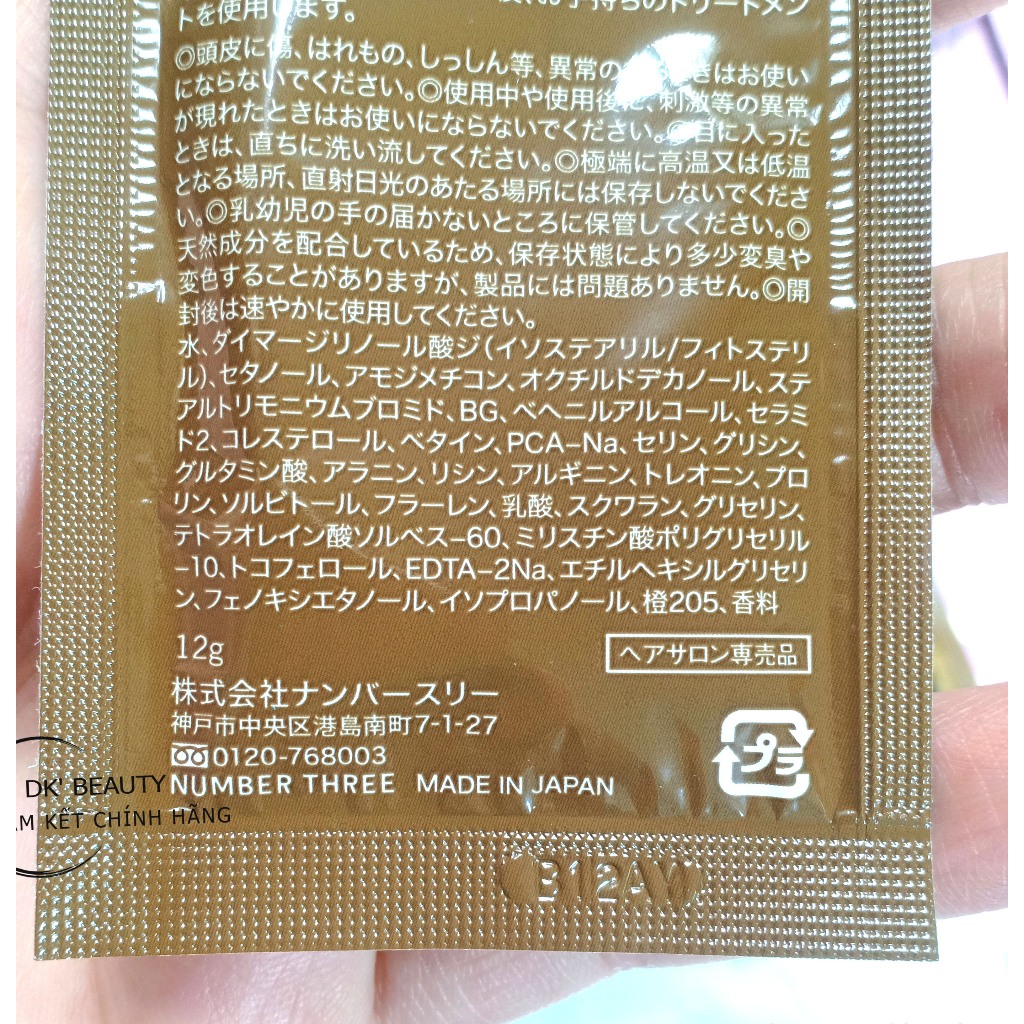 お手持ちのトリートメン
トを使用します。
◎頭皮に傷、はれもの、しっしん等、異常の きはお使い
にならないでください。◎使用中や使用後に、刺激等の異常
が現れたときはお使いにならないでください。◎目に入った
ときは、直ちに洗い流してください。◎極端に高温又は低温
となる場所、直射日光のあたる場所には保存しないでくださ
い。◎乳幼児の手の届かないところに保管してください。◎
天然成分を配合しているため、保存状態により多少変臭や
変色することがありますが、製品には問題ありません。◎開
封後は速やかに使用してください。
水、ダイマージリノール酸ジ(イソステアリル/フィトステリ
ル)、セタノール、アモジメチコン、オクチルドデカノール、ステ
アルトリモニウムブロミド、BG、ベヘニルアルコール、セラミ
ド2、コレステロール、ベタイン、PCA-Na、セリン、グリシン、
グルタミン酸、アラニン、リシン、アルギニン、トレオニン、プロ
リン、ソルビトール、フラーレン、乳酸、スクワラン、グリセリン、
テトラオレイン酸ソルベス-60、ミリスチン酸ポリグリセリル
-10、トコフェロール、EDTA-2Na、エチルヘキシルグリセリ
ン、フェノキシエタノール、イソプロパノール、橙205、香料
12g
ヘアサロン専売品
株式会社ナンバースリー
神戸市中央区港島南町7-1-27
0120-768003
プラ
NUMBER THREE MADE IN JAPAN
DK' BEAUTY
ẮM KẾT CHÍNH HÃNG
B12AY